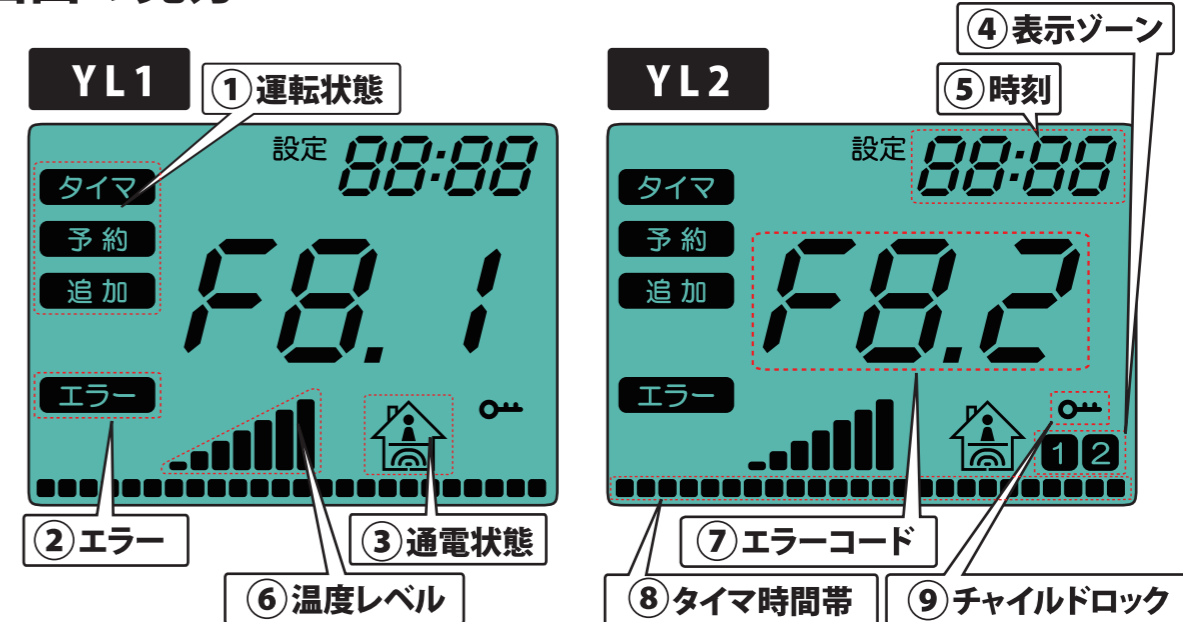 YL1
①運転状態
設定 88:88
タイマ
予約
追加
F8.1
エラー
②エラー
③通電状態
⑥温度レベル
④表示ゾーン
YL2
⑤時刻
設定 88:88
タイマ
予約
追加
F8.2
エラー
1 2
⑦エラーコード
⑧タイマ時間帯
⑨チャイルドロック